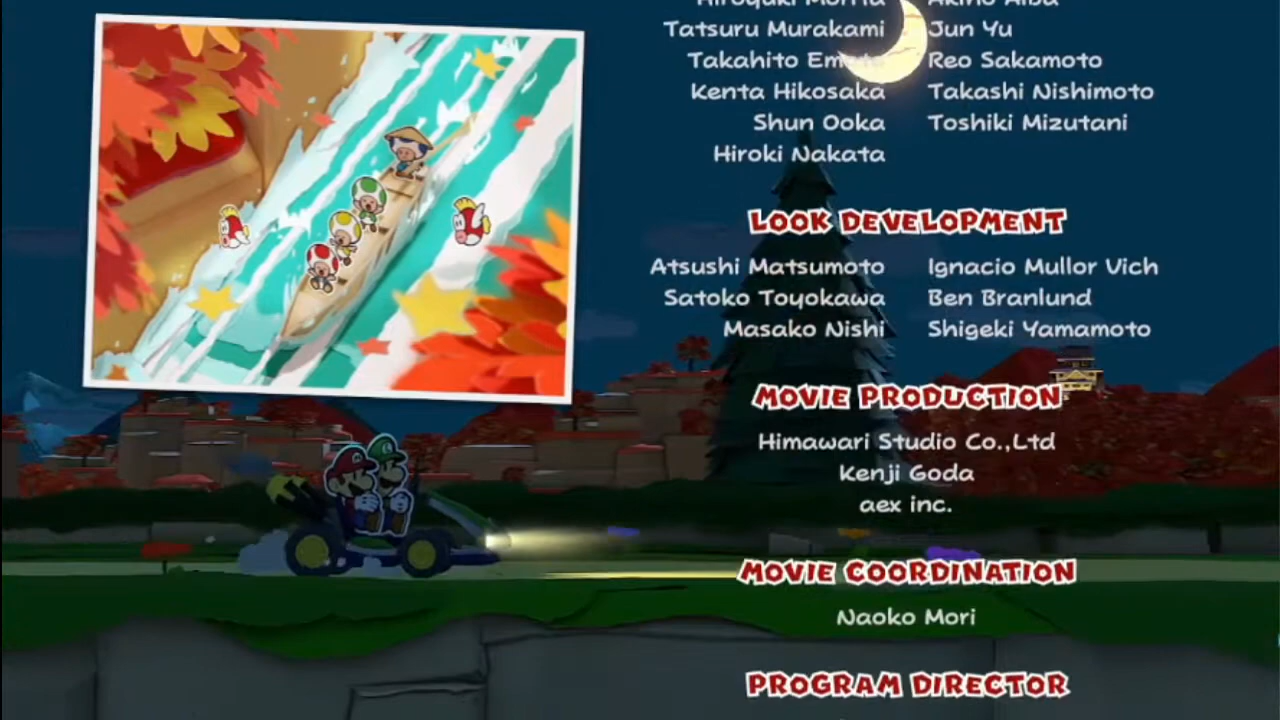 Tatsuru Murakami Jun Yu
Takahito Emoto Reo Sakamoto
Kenta Hikosaka Takashi Nishimoto
Shun Ooka Toshiki Mizutani
Hiroki Nakata
LOOK DEVELOPMENT
Atsushi Matsumoto Ignacio Mullor Vich
Satoko Toyokawa Ben Branlund
Masako Nishi Shigeki Yamamoto
MOVIE PRODUCTION
Himawari Studio Co.,Ltd
Kenji Goda
aex inc.
MOVIE COORDINATION
Naoko Mori
PROGRAM DIRECTOR